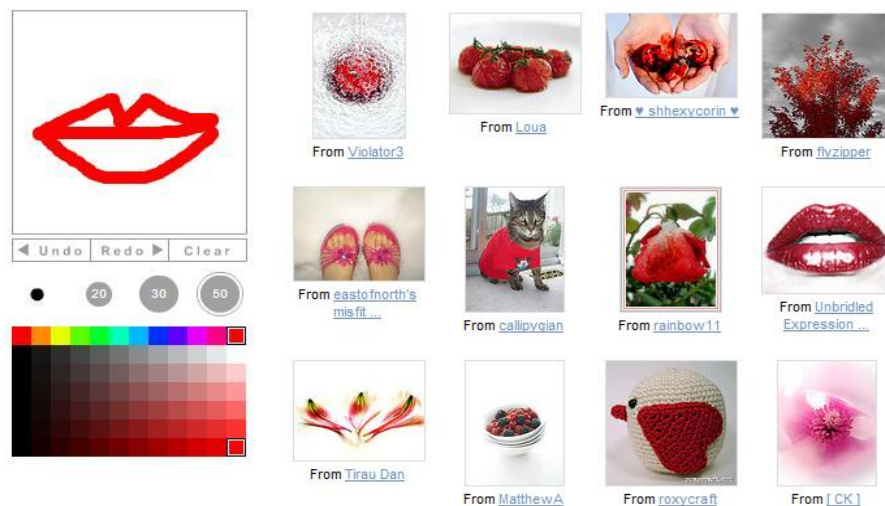 From Violator3
From Loua
From ♥ shhexycorin ♥
From flyzipper
◀ Undo
Redo ▶
Clear
20
30
50
From eastofnorth's
misfit ...
From callipygian
From rainbow11
From Unbridled
Expression ...
From Tirau Dan
From MatthewA
From roxycraft
From [ CK ]